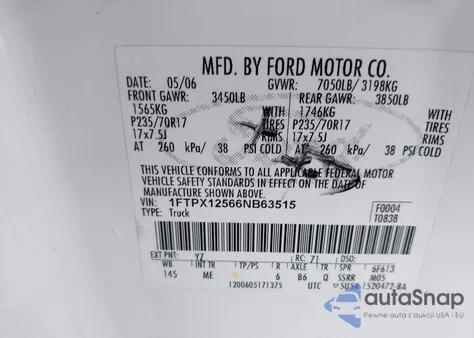 MFD. BY FORD MOTOR CO.
DATE: 05/06 GVWR: 7050LB/ 3198KG
FRONT GAWR: 3450LB REAR GAWR: 3850LB
1565KG WITH 1746KG WITH
P235/70R17 TIRES P235/70R17 TIRES
17x7.5J RIMS 17x7.5J RIMS
AT 260 kPa/ 38 PSI COLD AT 260 kPa/ 38 PSI COLD
THIS VEHICLE CONFORMS TO ALL APPLICABLE FEDERAL MOTOR
VEHICLE SAFETY STANDARDS IN EFFECT ON THE DATE OF
MANUFACTURE SHOWN ABOVE.
VIN: 1FTPX12566NB63515 F0004
TYPE: Truck T0838
EXT PNT: YZ RC: 71 DSO:
WB INT TR TP/PS R AXLE TR SPR 6F613
145 ME 6 B6 Q SSRR M05
1200605171375 UTC 5U5A-1520472-BA
autaSnap
Pewne auta z aukcji USA i EU